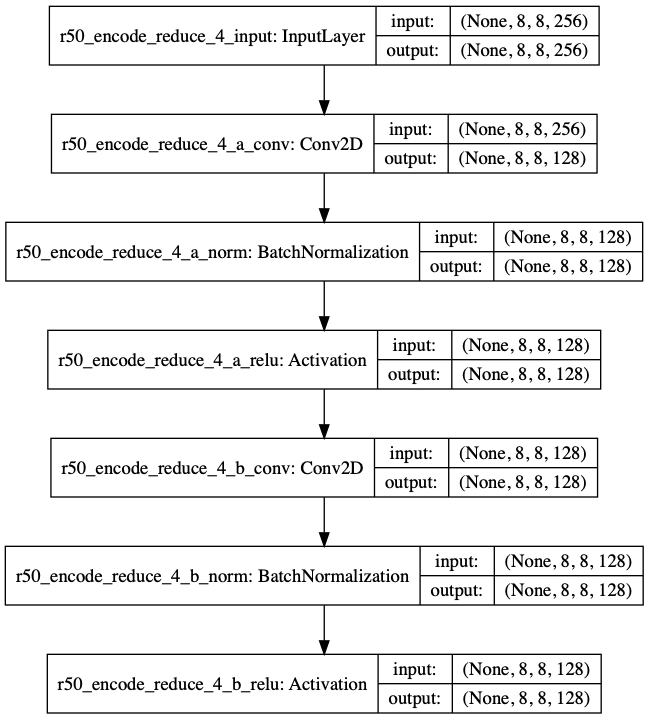 r50_encode_reduce_4_input: InputLayer
input: (None, 8, 8, 256)
output: (None, 8, 8, 256)
r50_encode_reduce_4_a_conv: Conv2D
input: (None, 8, 8, 256)
output: (None, 8, 8, 128)
r50_encode_reduce_4_a_norm: BatchNormalization
input: (None, 8, 8, 128)
output: (None, 8, 8, 128)
r50_encode_reduce_4_a_relu: Activation
input: (None, 8, 8, 128)
output: (None, 8, 8, 128)
r50_encode_reduce_4_b_conv: Conv2D
input: (None, 8, 8, 128)
output: (None, 8, 8, 128)
r50_encode_reduce_4_b_norm: BatchNormalization
input: (None, 8, 8, 128)
output: (None, 8, 8, 128)
r50_encode_reduce_4_b_relu: Activation
input: (None, 8, 8, 128)
output: (None, 8, 8, 128)